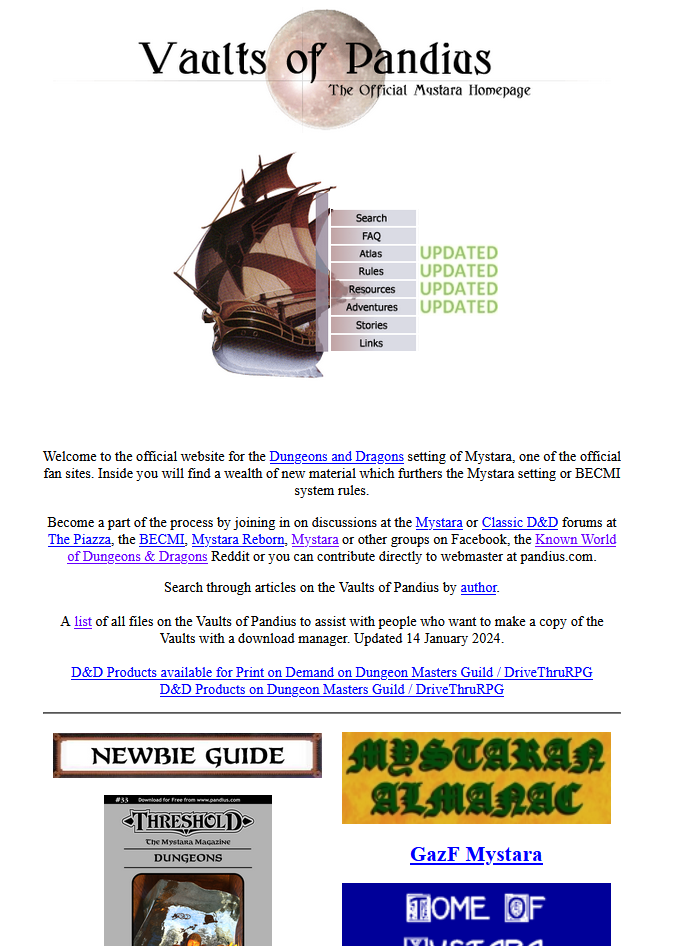 Vaults of Pandius
The Official Mystara Homepage
Search
FAQ
Atlas UPDATED
Rules UPDATED
Resources UPDATED
Adventures UPDATED
Stories
Links
Welcome to the official website for the Dungeons and Dragons setting of Mystara, one of the official
fan sites. Inside you will find a wealth of new material which furthers the Mystara setting or BECMI
system rules.
Become a part of the process by joining in on discussions at the Mystara or Classic D&D forums at
The Piazza, the BECMI, Mystara Reborn, Mystara or other groups on Facebook, the Known World
of Dungeons & Dragons Reddit or you can contribute directly to webmaster at pandius.com.
Search through articles on the Vaults of Pandius by author.
A list of all files on the Vaults of Pandius to assist with people who want to make a copy of the
Vaults with a download manager. Updated 14 January 2024.
D&D Products available for Print on Demand on Dungeon Masters Guild / DriveThruRPG
D&D Products on Dungeon Masters Guild / DriveThruRPG
NEWBIE GUIDE
#33 Download for Free from www.pandius.com
THRESHOLD
The Mystara Magazine
DUNGEONS
MYSTARAN
ALMANAC
GazF Mystara
TOME OF
MYSTARA